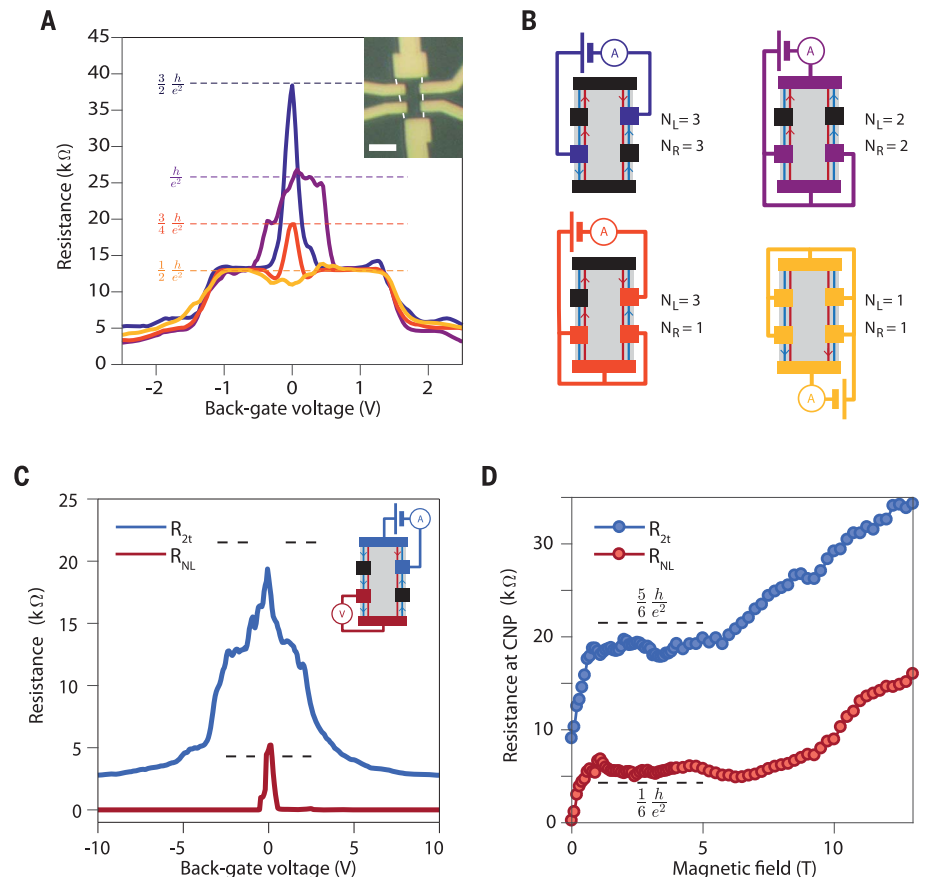 A
45
40
35
30
25
20
15
10
5
0
Resistance (kΩ)
3/2 h/e²
h/e²
3/4 h/e²
1/2 h/e²
-2
-1
0
1
2
Back-gate voltage (V)
B
A
N_L = 3
N_R = 3
A
N_L = 2
N_R = 2
A
N_L = 3
N_R = 1
N_L = 1
N_R = 1
A
C
25
20
15
10
5
0
Resistance (kΩ)
R_2t
R_NL
A
V
-10
-5
0
5
10
Back-gate voltage (V)
D
30
20
10
0
Resistance at CNP (kΩ)
R_2t
R_NL
5/6 h/e²
1/6 h/e²
0
5
10
Magnetic field (T)